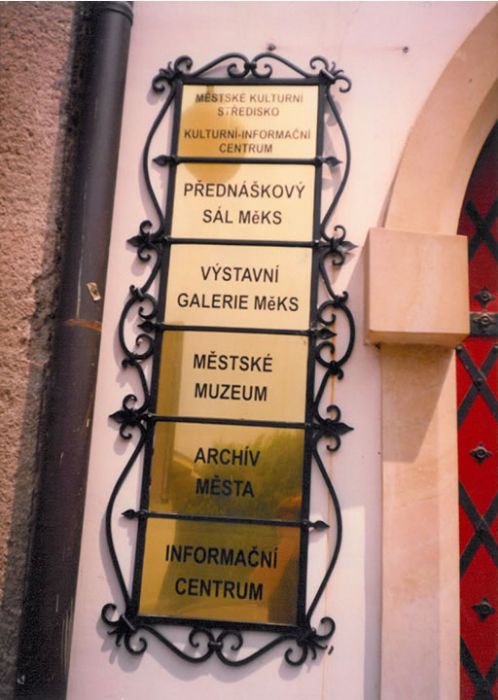 MĚSTSKÉ KULTURNÍ
STŘEDISKO
KULTURNÍ-INFORMAČNÍ
CENTRUM
PŘEDNÁŠKOVÝ
SÁL MěKS
VÝSTAVNÍ
GALERIE MěKS
MĚSTSKÉ
MUZEUM
ARCHÍV
MĚSTA
INFORMAČNÍ
CENTRUM